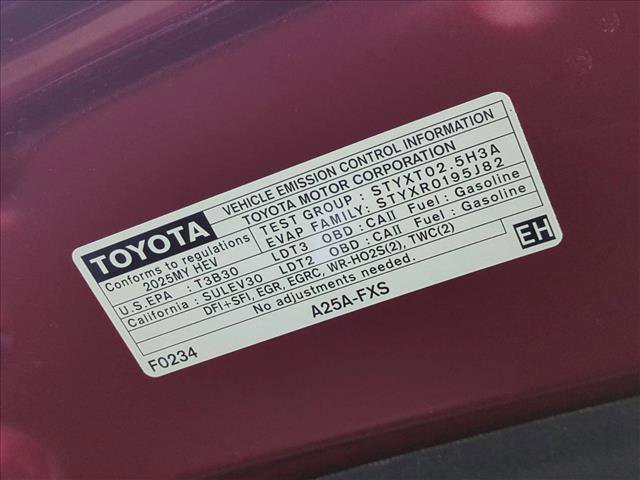 TOYOTA
VEHICLE EMISSION CONTROL INFORMATION
TOYOTA MOTOR CORPORATION
Conforms to regulations
2025MY HEV
TEST GROUP : STYXT02.5H3A
EVAP FAMILY: STYXR0195J82
U.S.EPA : T3B30 LDT3 OBD : CAII Fuel : Gasoline
California : SULEV30 LDT2 OBD : CAII Fuel : Gasoline
DFI+SFI, EGR, EGRC, WR-HO2S(2), TWC(2)
No adjustments needed.
EH
F0234
A25A-FXS